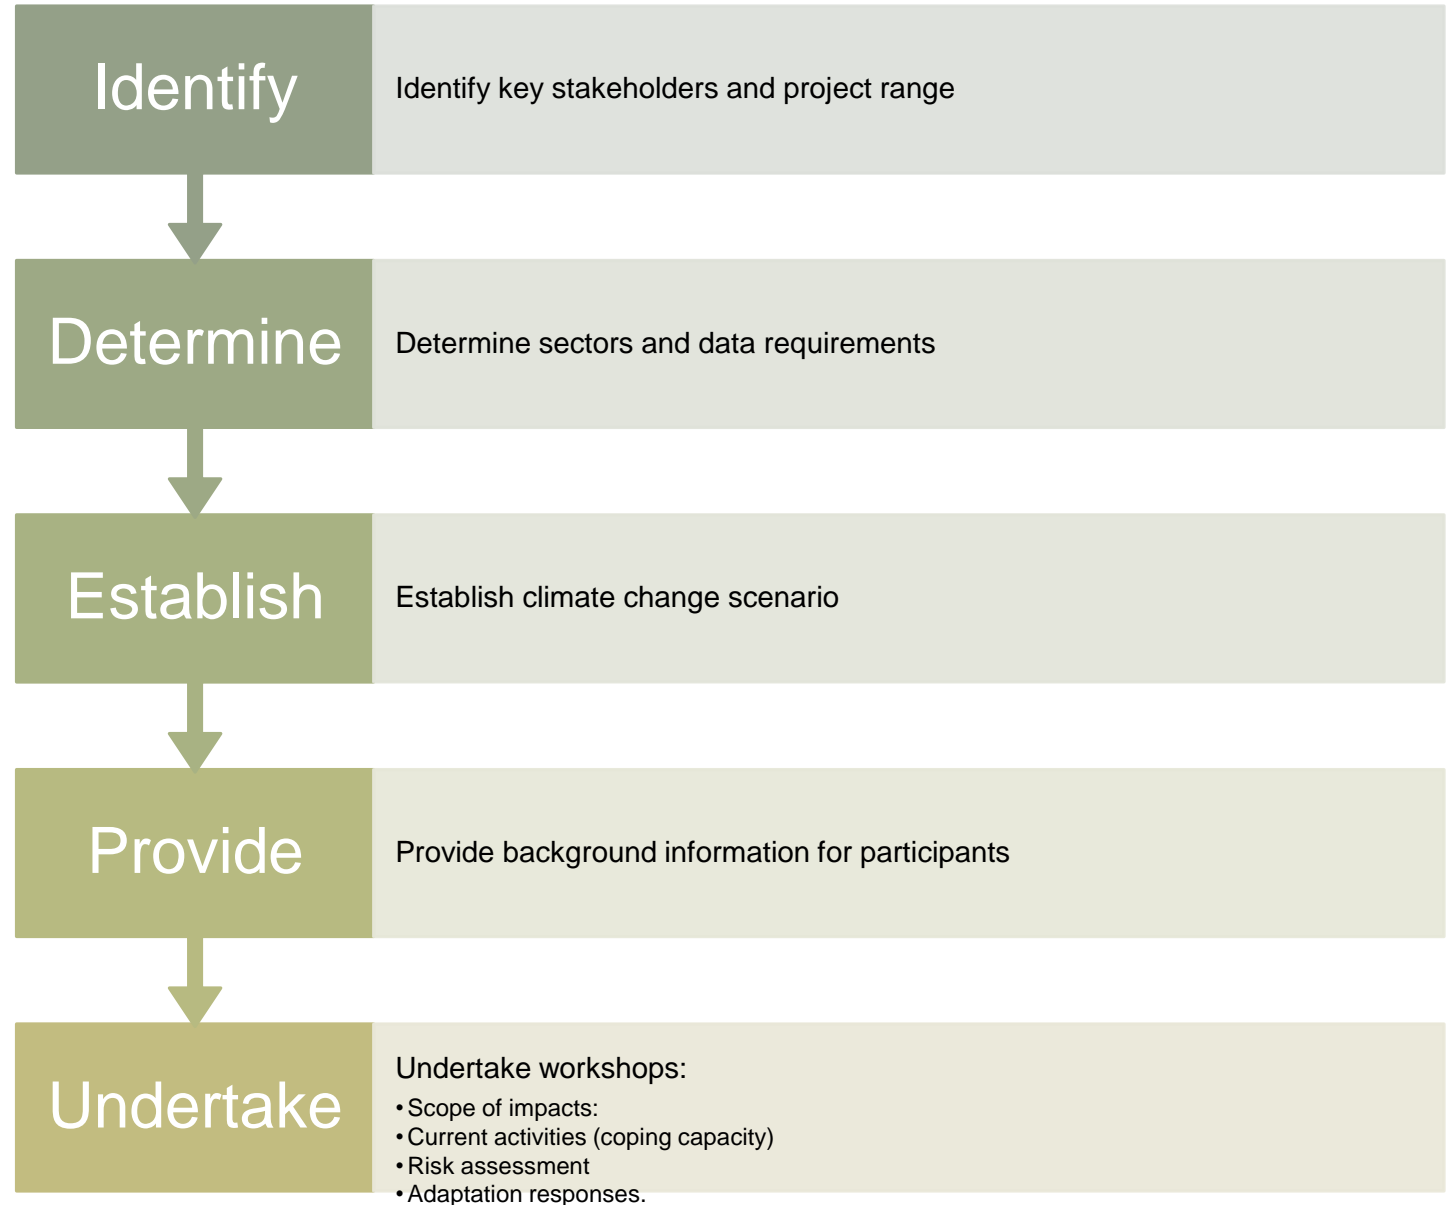 Identify
Identify key stakeholders and project range
Determine
Determine sectors and data requirements
Establish
Establish climate change scenario
Provide
Provide background information for participants
Undertake
Undertake workshops:
• Scope of impacts:
• Current activities (coping capacity)
• Risk assessment
• Adaptation responses.